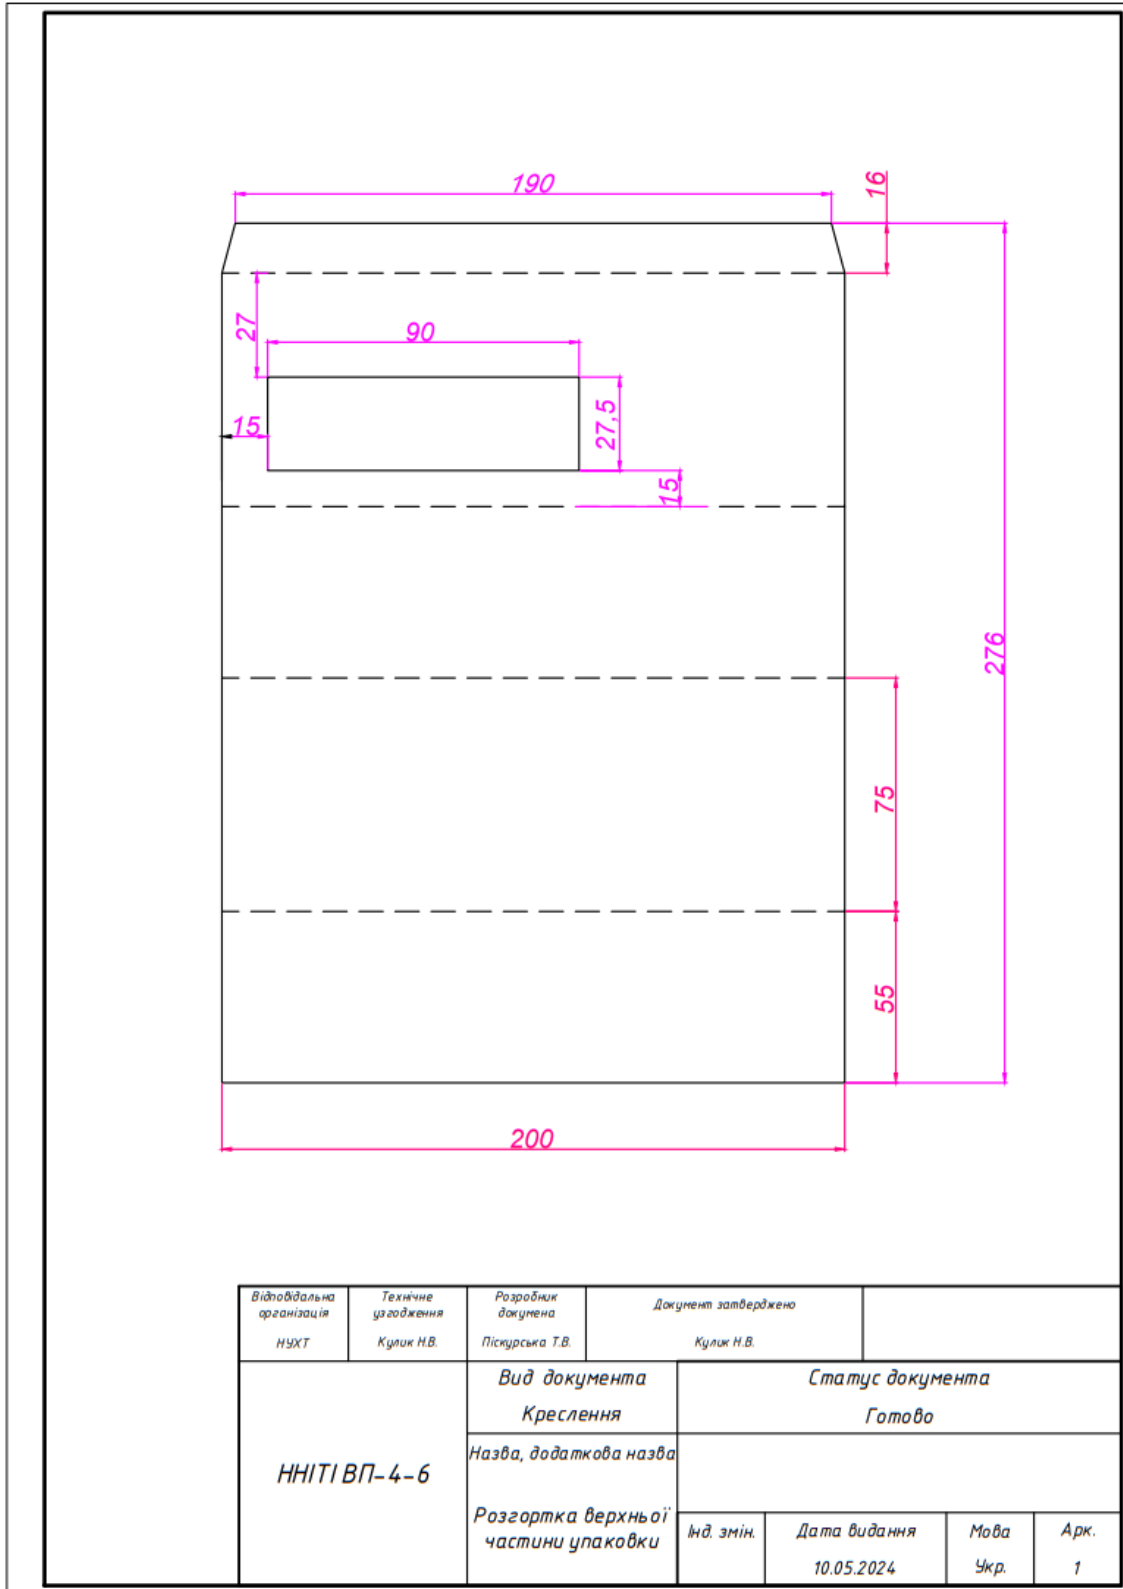 190
16
27
90
15
27,5
15
276
75
55
200
Відповідальна
організація
НУХТ
Технічне
узгодження
Кулик Н.В.
Розробник
докумена
Піскурська Т.В.
Документ затверджено
Кулик Н.В.
ННІТІ ВП-4-6
Вид документа
Креслення
Статус документа
Готово
Назва, додаткова назва
Розгортка верхньої
частини упаковки
Інд. змін.
Дата видання
10.05.2024
Мова
Укр.
Арк.
1